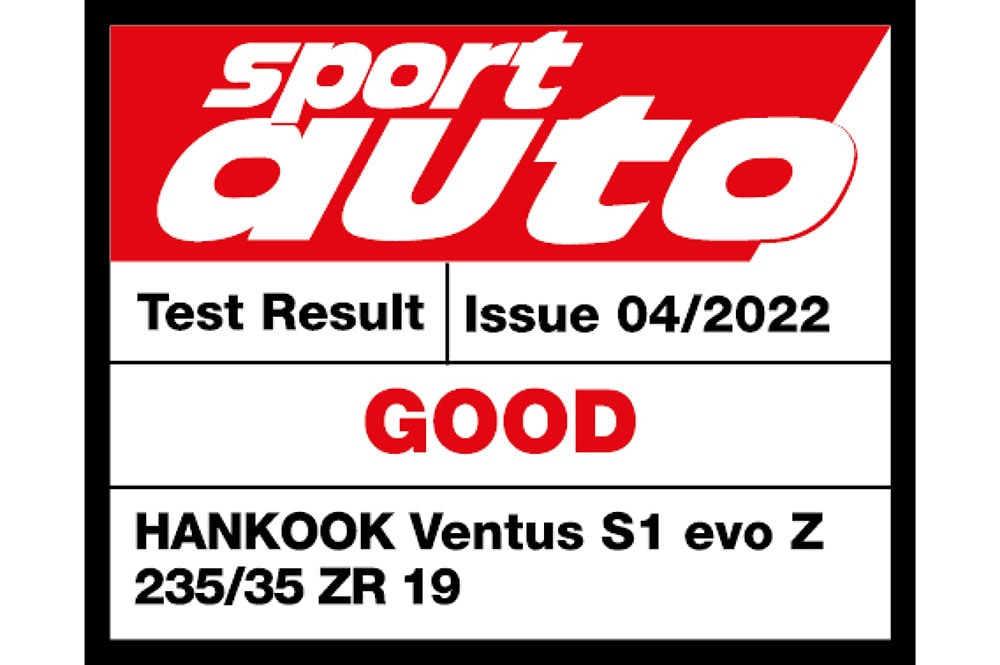 sport
auto
Test Result
Issue 04/2022
GOOD
HANKOOK Ventus S1 evo Z
235/35 ZR 19